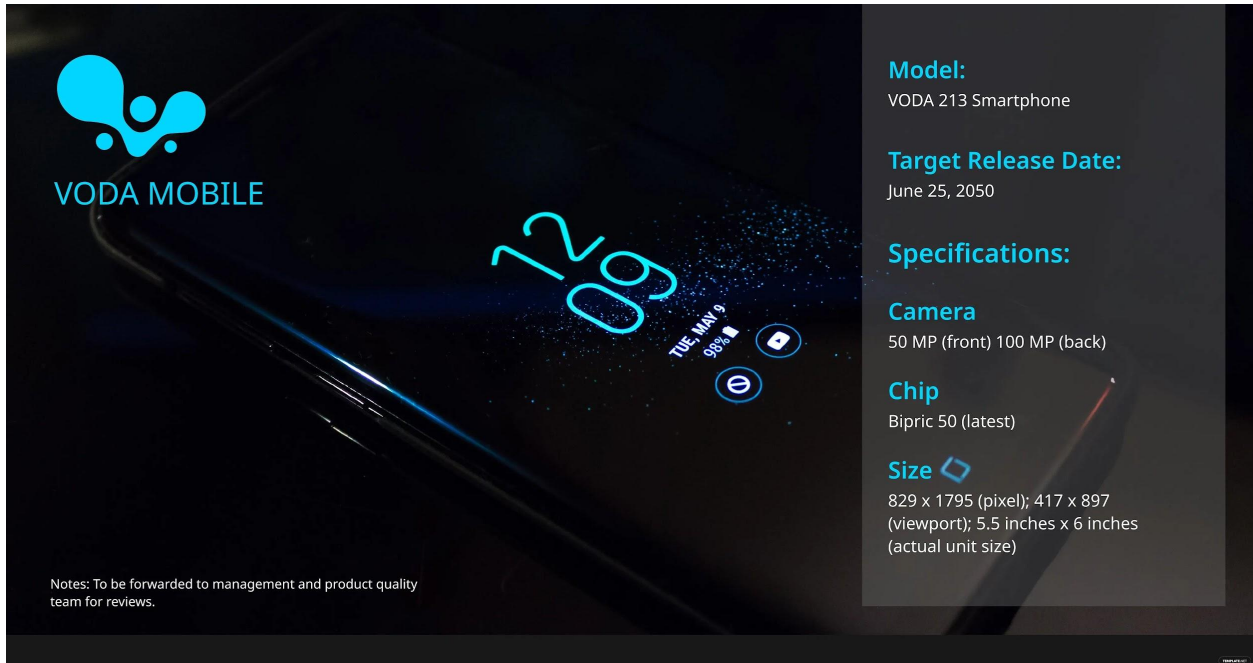 VODA MOBILE
12
09
TUE, MAY 9
98%
Model:
VODA 213 Smartphone
Target Release Date:
June 25, 2050
Specifications:
Camera
50 MP (front) 100 MP (back)
Chip
Bipric 50 (latest)
Size
829 x 1795 (pixel); 417 x 897
(viewport); 5.5 inches x 6 inches
(actual unit size)
Notes: To be forwarded to management and product quality
team for reviews.
TEMPLATE.NET